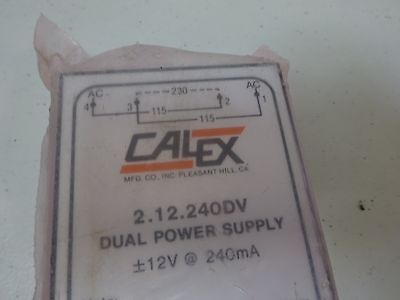 AC 230 AC
4 3 2 1
115
115
CALEX
MFG. CO., INC. PLEASANT HILL, CA
2.12.240DV
DUAL POWER SUPPLY
±12V @ 240mA